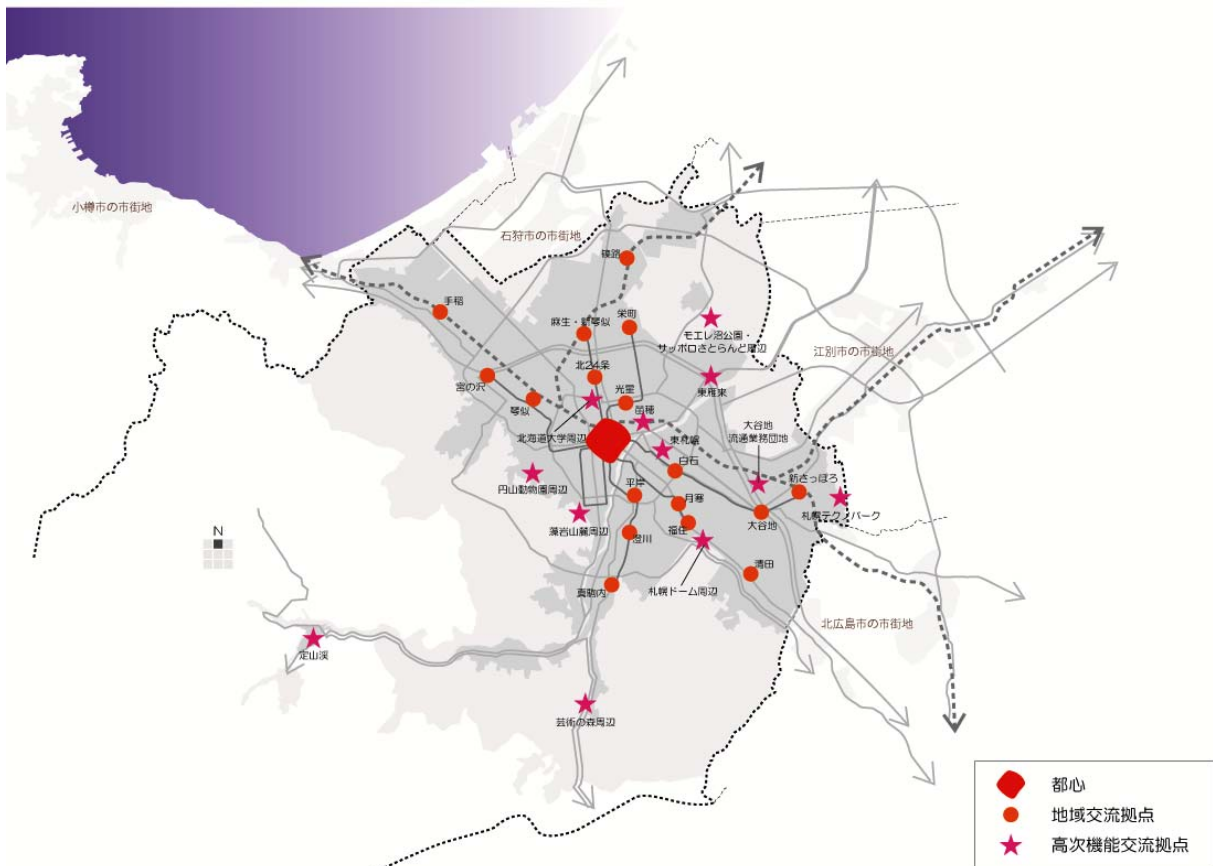 小樽市の市街地
石狩市の市街地
篠路
手稲
麻生・新琴似
栄町
モエレ沼公園・
サッポロさとらんど周辺
江別市の市街地
宮の沢
北24条
東雁来
琴似
光星
苗穂
北海道大学周辺
東札幌
大谷地
流通業務団地
白石
円山動物園周辺
平岸
月寒
新さっぽろ
大谷地
札幌テクノパーク
藻岩山麓周辺
福住
澄川
N
真駒内
札幌ドーム周辺
清田
北広島市の市街地
定山渓
芸術の森周辺
都心
地域交流拠点
高次機能交流拠点